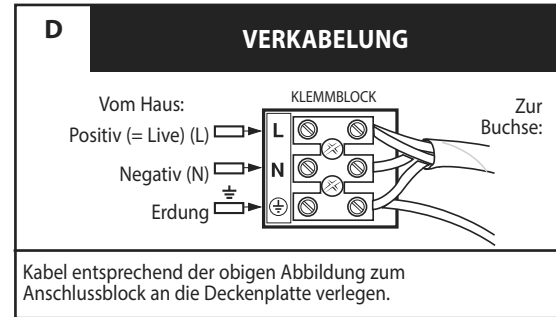 D
VERKABELUNG
Vom Haus:
KLEMMBLOCK
Zur
Buchse:
Positiv (= Live) (L)
L
Negativ (N)
N
Erdung
Kabel entsprechend der obigen Abbildung zum
Anschlussblock an die Deckenplatte verlegen.